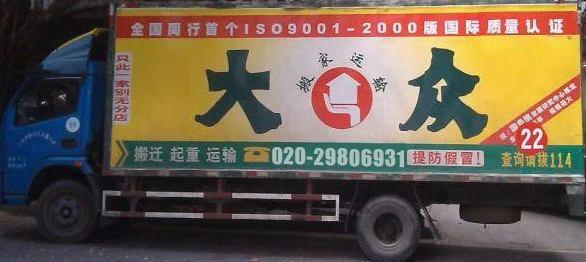 全国同行首个ISO9001-2000版国际质量认证
只此一家别无分店
搬家运输
大众
22
搬迁 起重 运输 020-29806931 提防假冒! 查询请拨114